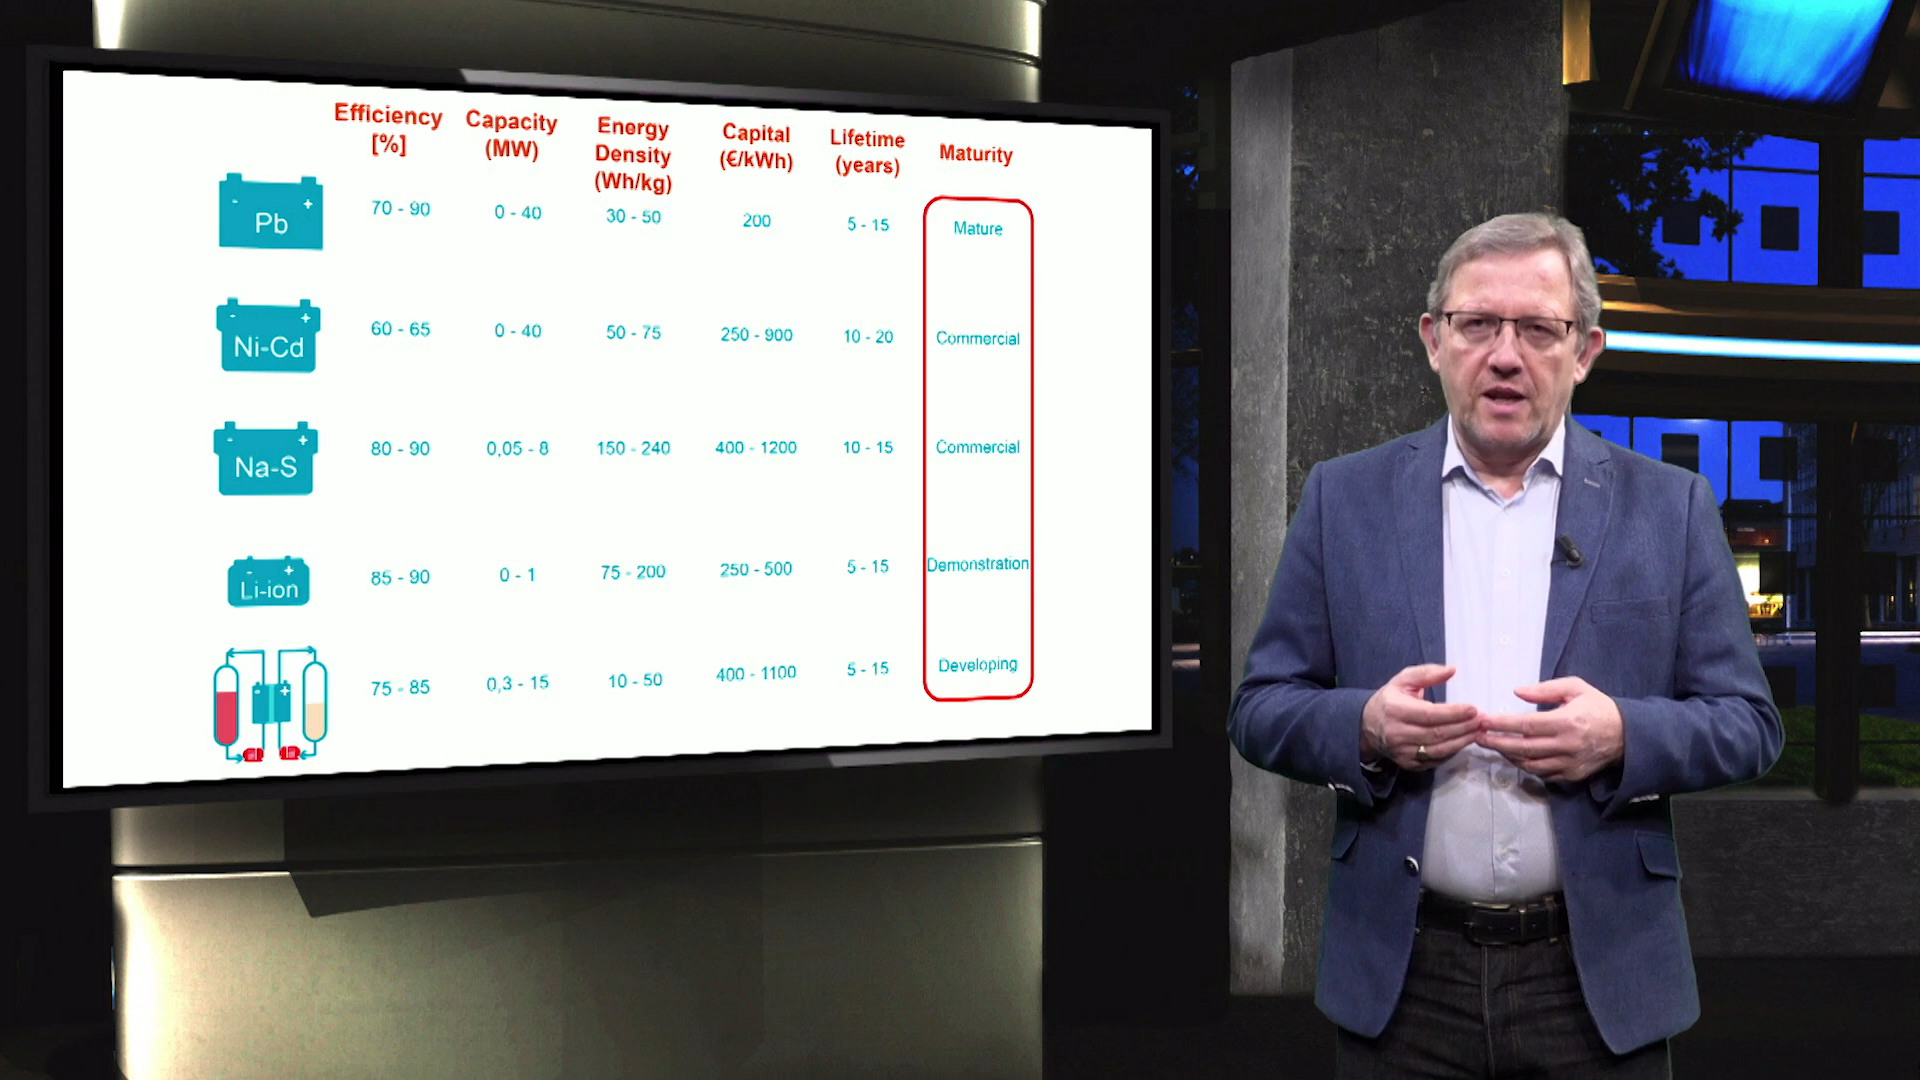 Efficiency [%]
Capacity (MW)
Energy Density (Wh/kg)
Capital (€/kWh)
Lifetime (years)
Maturity
- + Pb 70 - 90 0 - 40 30 - 50 200 5 - 15 Mature
- + Ni-Cd 60 - 65 0 - 40 50 - 75 250 - 900 10 - 20 Commercial
- + Na-S 80 - 90 0,05 - 8 150 - 240 400 - 1200 10 - 15 Commercial
- + Li-ion 85 - 90 0 - 1 75 - 200 250 - 500 5 - 15 Demonstration
- + 75 - 85 0,3 - 15 10 - 50 400 - 1100 5 - 15 Developing